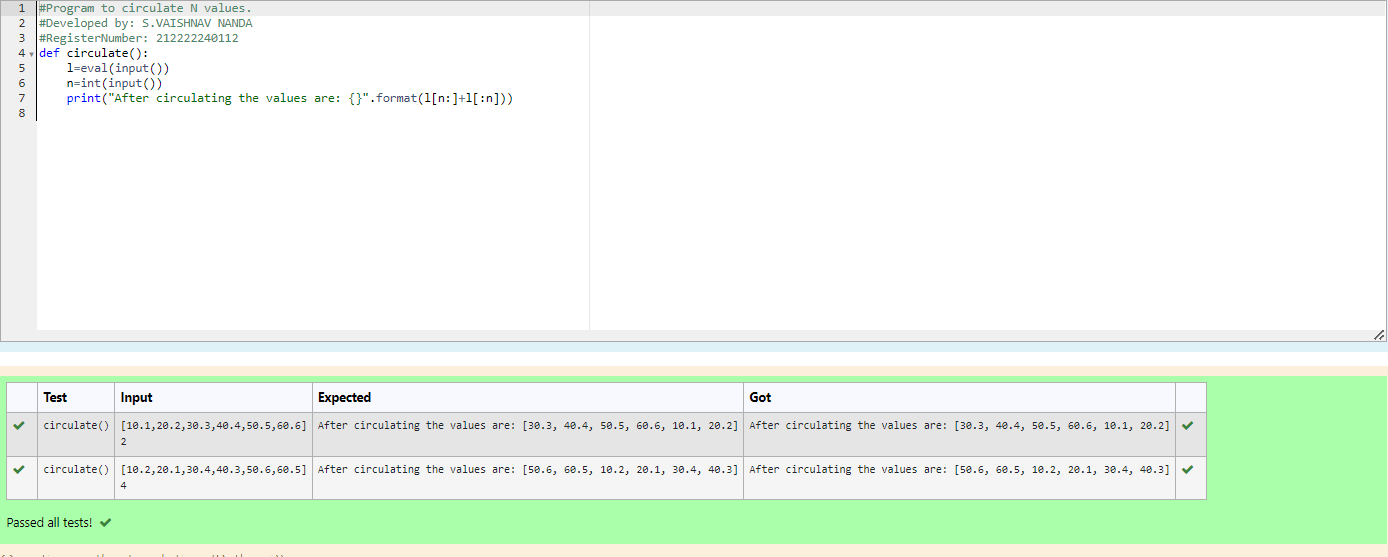 1 #Program to circulate N values.
2 #Developed by: S.VAISHNAV NANDA
3 #RegisterNumber: 212222240112
4 def circulate():
5     l=eval(input())
6     n=int(input())
7     print("After circulating the values are: {}".format(l[n:]+l[:n]))
8
Test Input Expected Got
circulate() [10.1,20.2,30.3,40.4,50.5,60.6] After circulating the values are: [30.3, 40.4, 50.5, 60.6, 10.1, 20.2] After circulating the values are: [30.3, 40.4, 50.5, 60.6, 10.1, 20.2]
2
circulate() [10.2,20.1,30.4,40.3,50.6,60.5] After circulating the values are: [50.6, 60.5, 10.2, 20.1, 30.4, 40.3] After circulating the values are: [50.6, 60.5, 10.2, 20.1, 30.4, 40.3]
4
Passed all tests!